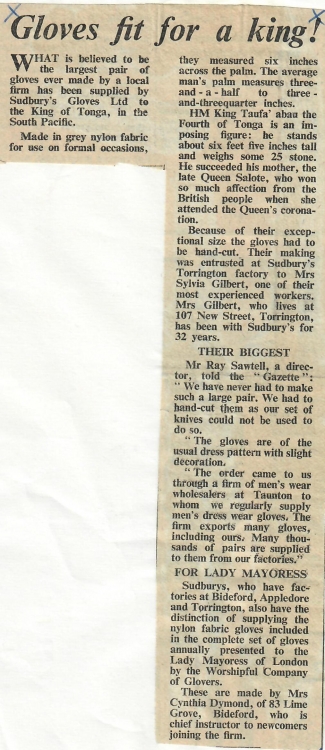 Gloves fit for a king!
WHAT is believed to be
the largest pair of
gloves ever made by a local
firm has been supplied by
Sudbury's Gloves Ltd to
the King of Tonga, in the
South Pacific.
Made in grey nylon fabric
for use on formal occasions,
they measured six inches
across the palm. The average
man's palm measures three-
and - a - half to three -
and-threequarter inches.
HM King Taufa' abau the
Fourth of Tonga is an im-
posing figure: he stands
about six feet five inches tall
and weighs some 25 stone.
He succeeded his mother, the
late Queen Salote, who won
so much affection from the
British people when she
attended the Queen's corona-
tion.
Because of their excep-
tional size the gloves had to
be hand-cut. Their making
was entrusted at Sudbury's
Torrington factory to Mrs
Sylvia Gilbert, one of their
most experienced workers.
Mrs Gilbert, who lives at
107 New Street, Torrington,
has been with Sudbury's for
32 years.
THEIR BIGGEST
Mr Ray Sawtell, a direc-
tor, told the "Gazette":
"We have never had to make
such a large pair. We had to
hand-cut them as our set of
knives could not be used to
do so.
"The gloves are of the
usual dress pattern with slight
decoration.
"The order came to us
through a firm of men's wear
wholesalers at Taunton to
whom we regularly supply
men's dress wear gloves. The
firm exports many gloves,
including ours. Many thou-
sands of pairs are supplied
to them from our factories."
FOR LADY MAYORESS
Sudburys, who have fac-
tories at Bideford, Appledore
and Torrington, also have the
distinction of supplying the
nylon fabric gloves included
in the complete set of gloves
annually presented to the
Lady Mayoress of London
by the Worshipful Company
of Glovers.
These are made by Mrs
Cynthia Dymond, of 83 Lime
Grove, Bideford, who is
chief instructor to newcomers
joining the firm.